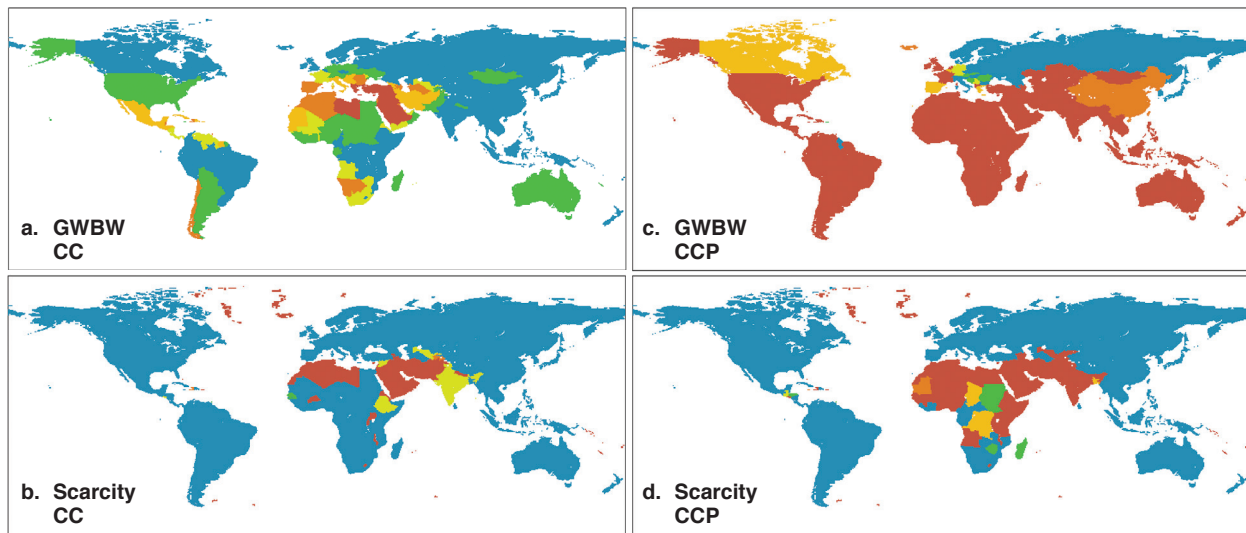 a. GWBW
CC
c. GWBW
CCP
b. Scarcity
CC
d. Scarcity
CCP